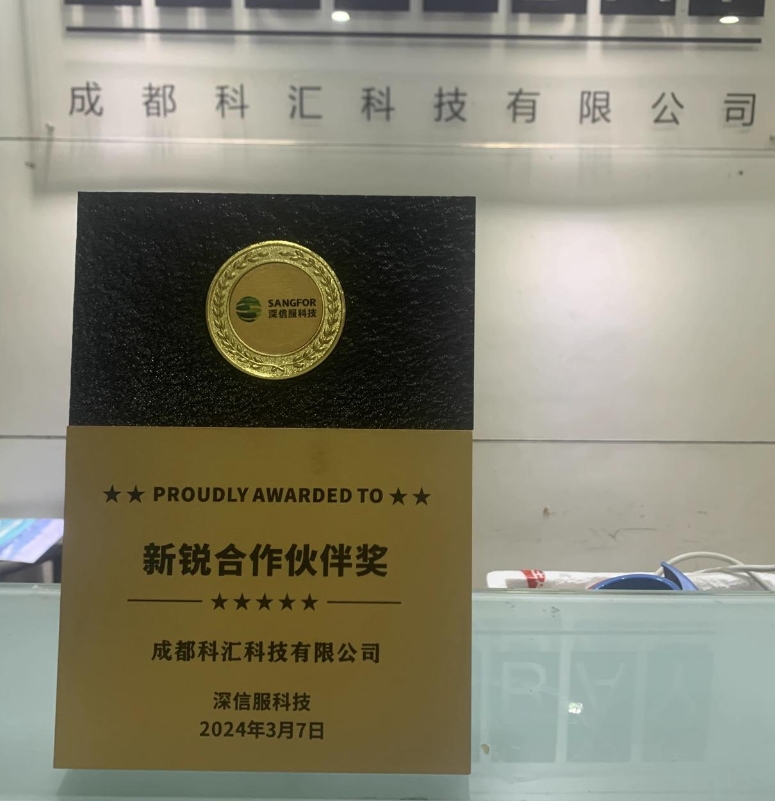 成都科汇科技有限公司
SANGFOR
深信服科技
★★ PROUDLY AWARDED TO ★★
新锐合作伙伴奖
★★★★★
成都科汇科技有限公司
深信服科技
2024年3月7日